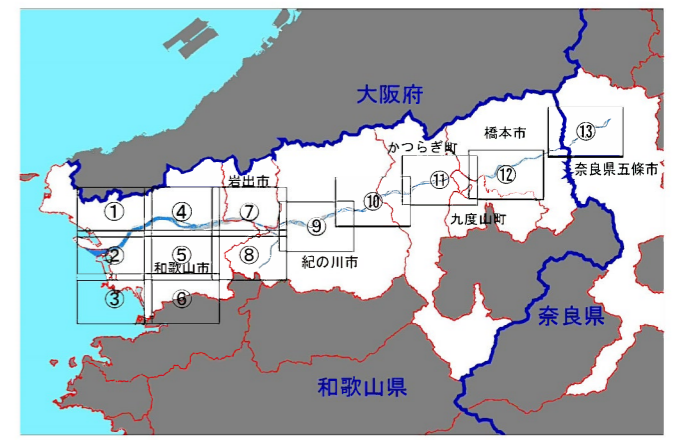 大阪府
橋本市
⑬
かつらぎ町
奈良県五條市
岩出市
⑪
⑫
⑩
①
④
⑦
⑨
九度山町
②
⑤
⑧
和歌山市
紀の川市
③
⑥
奈良県
和歌山県